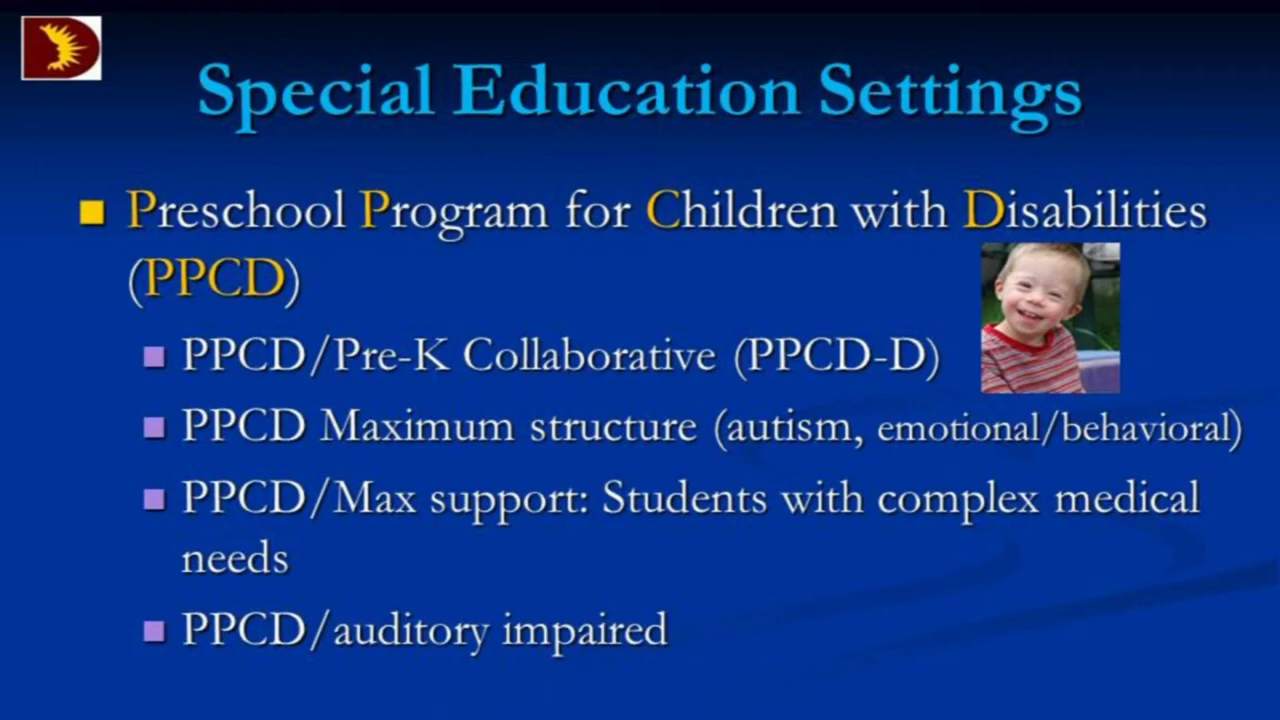 Special Education Settings
Preschool Program for Children with Disabilities
(PPCD)
PPCD/Pre-K Collaborative (PPCD-D)
PPCD Maximum structure (autism, emotional/behavioral)
PPCD/Max support: Students with complex medical
needs
PPCD/auditory impaired